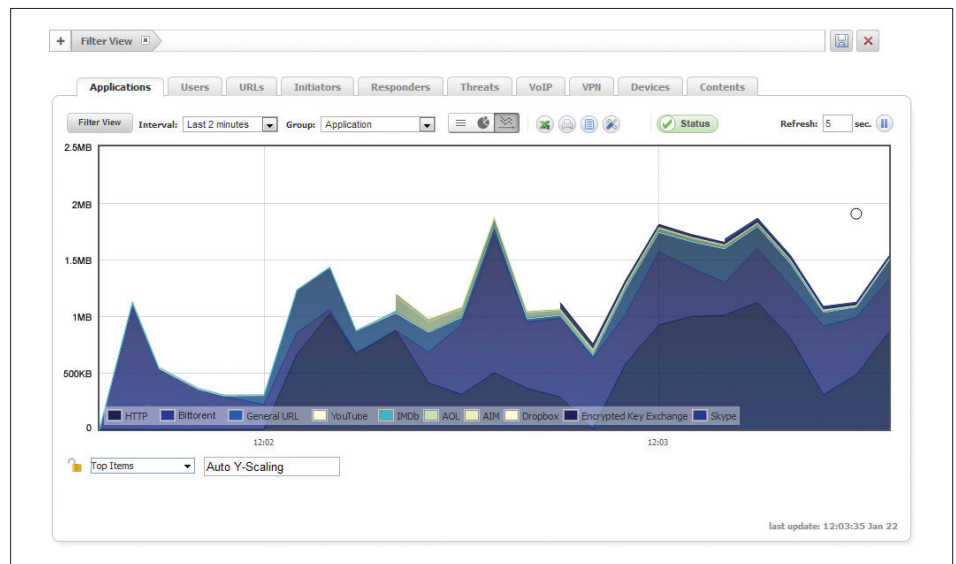 + Filter View
Applications Users URLs Initiators Responders Threats VoIP VPN Devices Contents
Filter View Interval: Last 2 minutes Group: Application Status Refresh: 5 sec.
2.5MB
2MB
1.5MB
1MB
500KB
0
HTTP Bittorent General URL YouTube IMDb AOL AIM Dropbox Encrypted Key Exchange Skype
12:02 12:03
Top Items Auto Y-Scaling
last update: 12:03:35 Jan 22